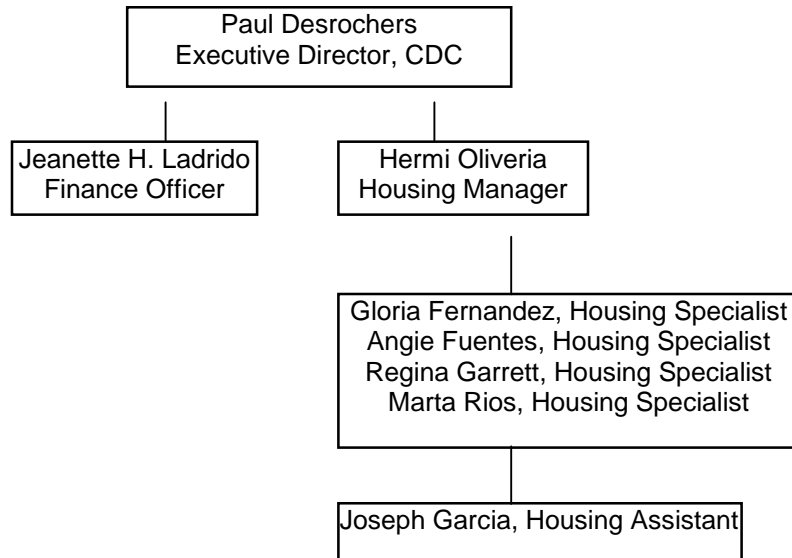 Paul Desrochers
Executive Director, CDC
Jeanette H. Ladrido
Finance Officer
Hermi Oliveria
Housing Manager
Gloria Fernandez, Housing Specialist
Angie Fuentes, Housing Specialist
Regina Garrett, Housing Specialist
Marta Rios, Housing Specialist
Joseph Garcia, Housing Assistant